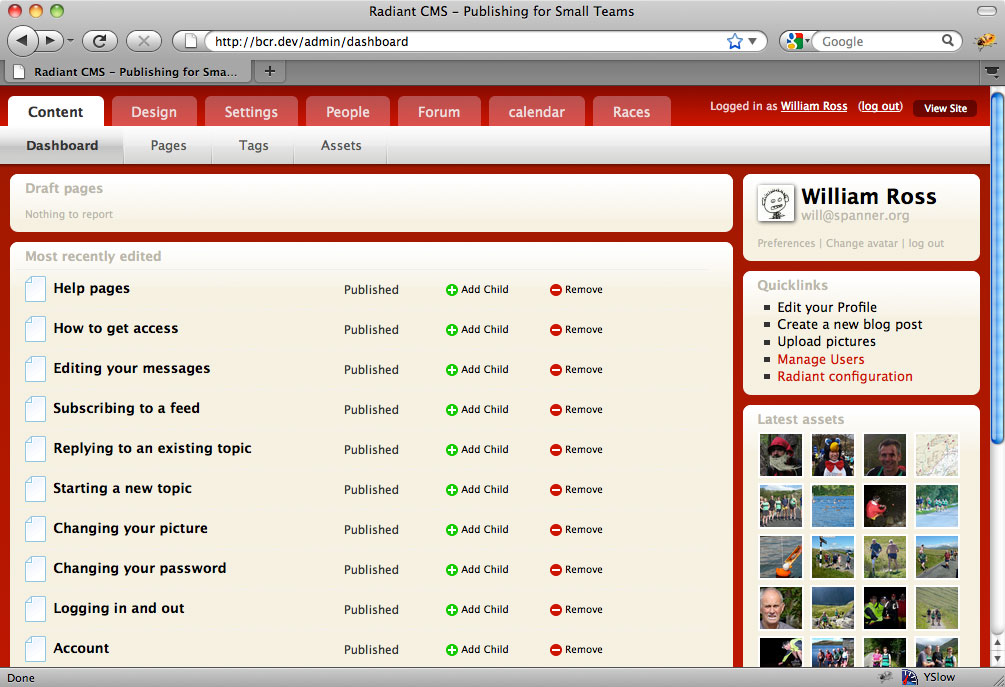 Radiant CMS – Publishing for Small Teams
http://bcr.dev/admin/dashboard
Google
Radiant CMS – Publishing for Sma...
Content Design Settings People Forum calendar Races
Logged in as William Ross (log out) View Site
Dashboard Pages Tags Assets
Draft pages
Nothing to report
Most recently edited
Help pages Published Add Child Remove
How to get access Published Add Child Remove
Editing your messages Published Add Child Remove
Subscribing to a feed Published Add Child Remove
Replying to an existing topic Published Add Child Remove
Starting a new topic Published Add Child Remove
Changing your picture Published Add Child Remove
Changing your password Published Add Child Remove
Logging in and out Published Add Child Remove
Account Published Add Child Remove
William Ross
will@spanner.org
Preferences | Change avatar | log out
Quicklinks
Edit your Profile
Create a new blog post
Upload pictures
Manage Users
Radiant configuration
Latest assets
Done
YSlow